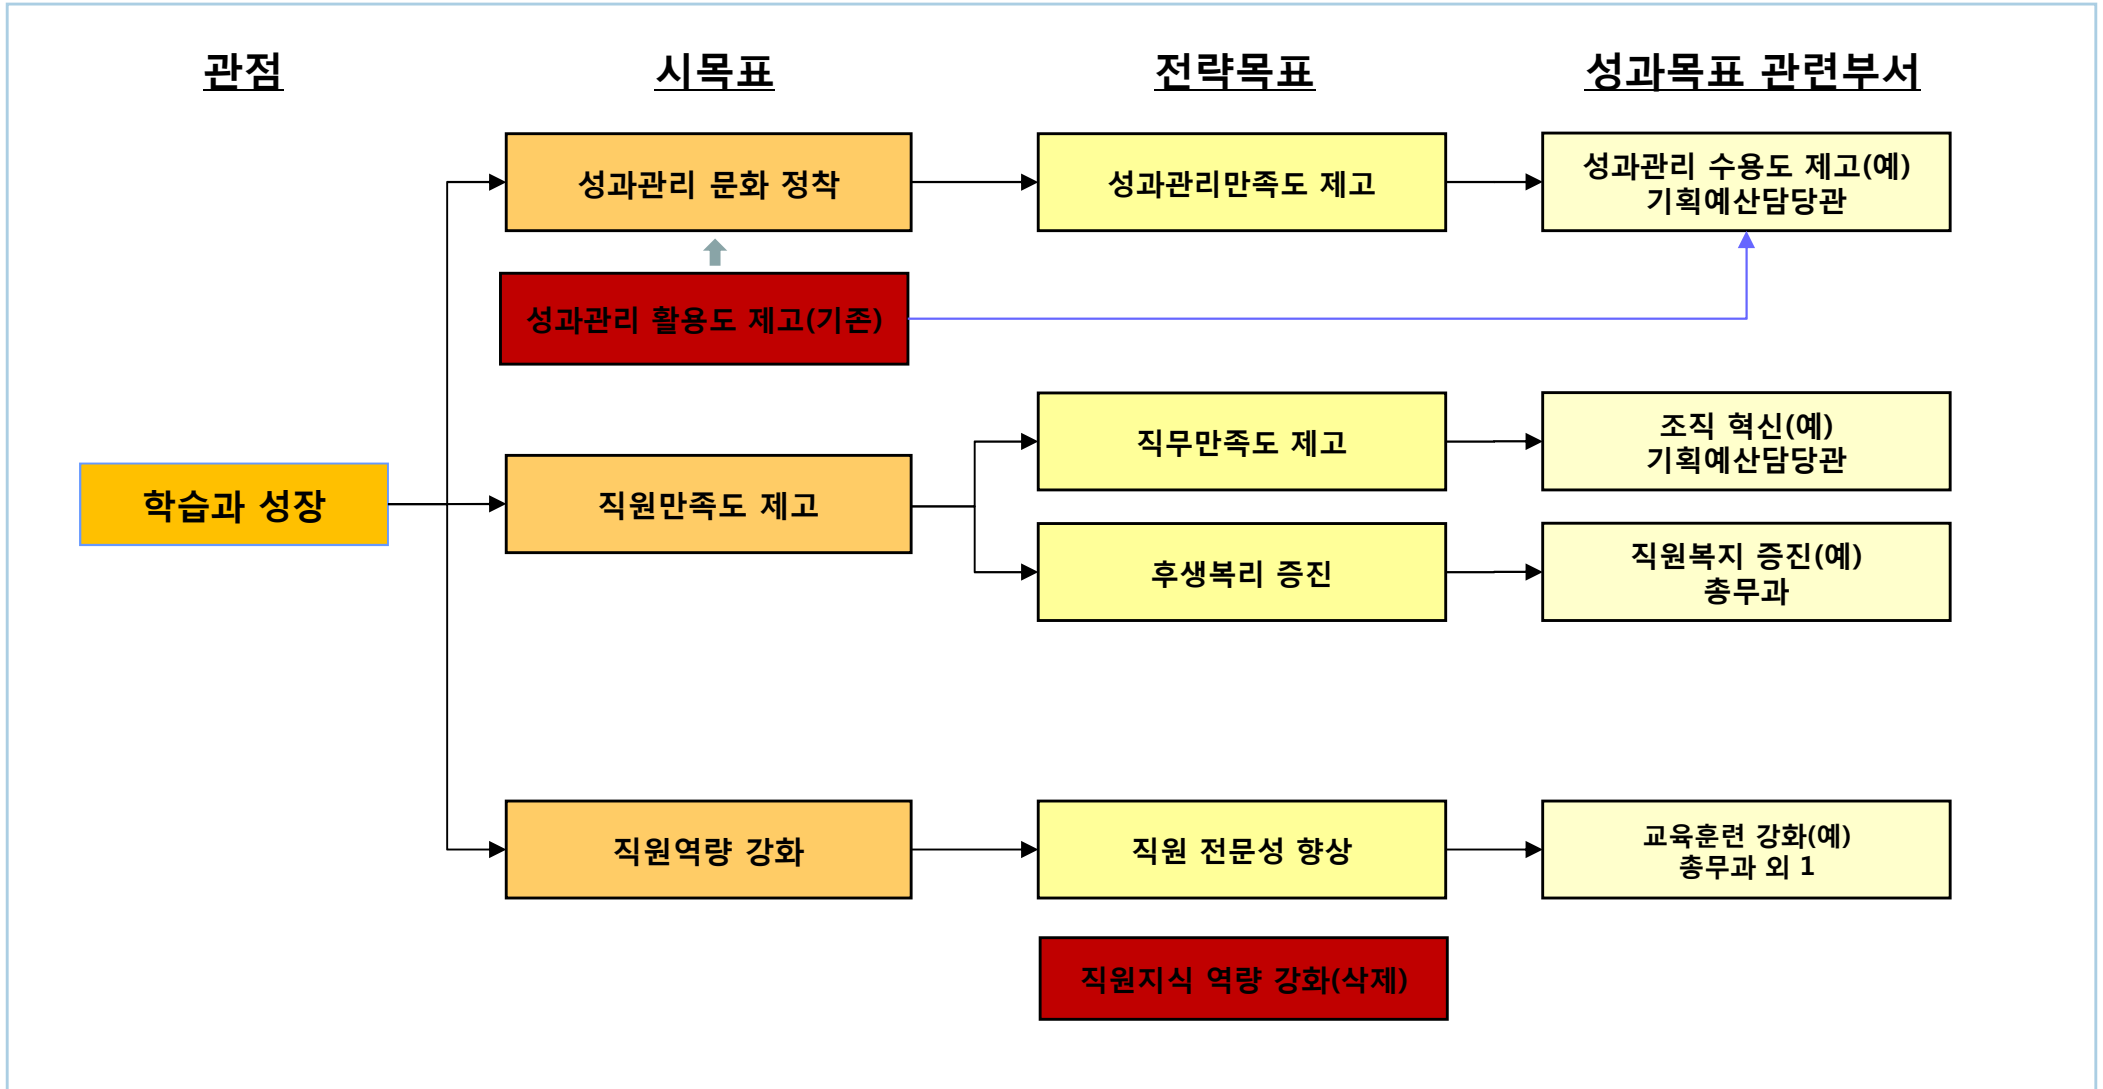 관점
시목표
전략목표
성과목표 관련부서
성과관리 문화 정착
성과관리만족도 제고
성과관리 수용도 제고(예)
기획예산담당관
성과관리 활용도 제고(기존)
학습과 성장
직원만족도 제고
직무만족도 제고
조직 혁신(예)
기획예산담당관
후생복리 증진
직원복지 증진(예)
총무과
직원역량 강화
직원 전문성 향상
교육훈련 강화(예)
총무과 외 1
직원지식 역량 강화(삭제)